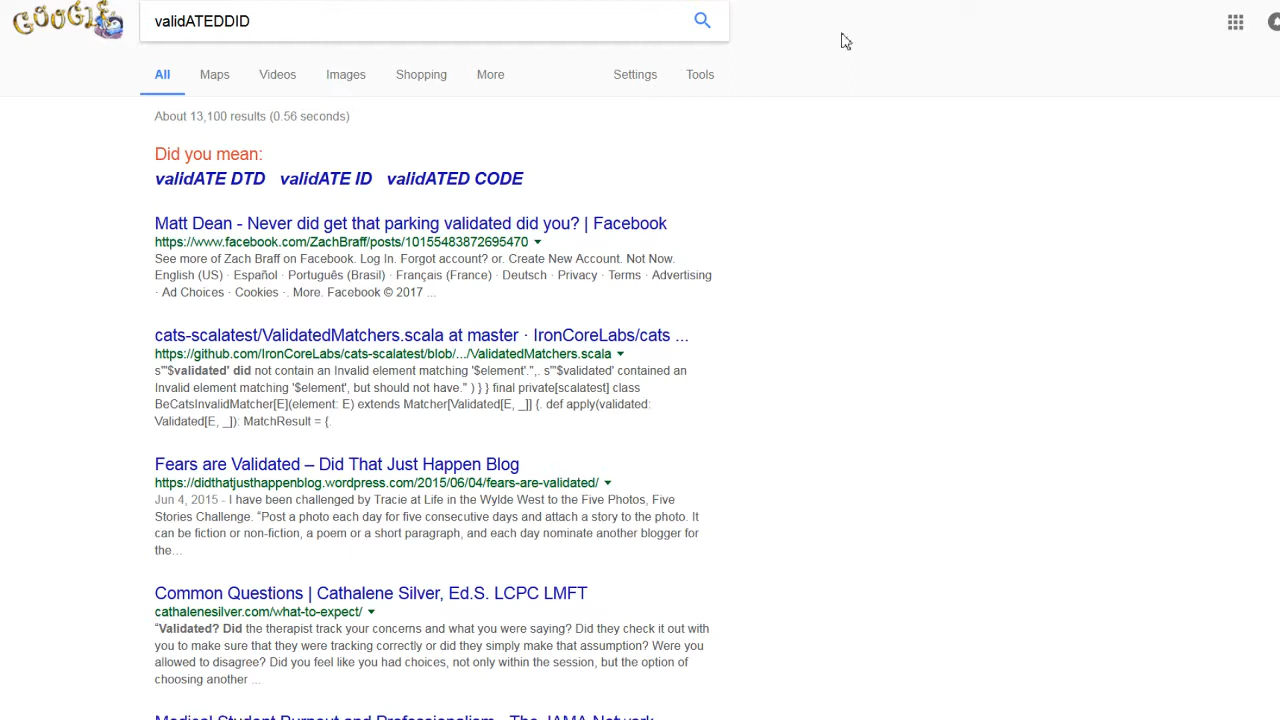 Google
validATEDDID
All Maps Videos Images Shopping More Settings Tools
About 13,100 results (0.56 seconds)
Did you mean:
validATE DTD validATE ID validATED CODE
Matt Dean - Never did get that parking validated did you? | Facebook
https://www.facebook.com/ZachBraff/posts/10155483872695470
See more of Zach Braff on Facebook. Log In. Forgot account? or. Create New Account. Not Now.
English (US) · Español · Português (Brasil) · Français (France) · Deutsch · Privacy · Terms · Advertising
· Ad Choices · Cookies ·. More. Facebook © 2017 ...
cats-scalatest/ValidatedMatchers.scala at master · IronCoreLabs/cats ...
https://github.com/IronCoreLabs/cats-scalatest/blob/.../ValidatedMatchers.scala
s"'$validated' did not contain an Invalid element matching '$element'.",. s"'$validated' contained an
Invalid element matching '$element', but should not have." ) } } final private[scalatest] class
BeCatsInvalidMatcher[E](element: E) extends Matcher[Validated[E, _]] {. def apply(validated:
Validated[E, _]): MatchResult = {.
Fears are Validated – Did That Just Happen Blog
https://didthatjusthappenblog.wordpress.com/2015/06/04/fears-are-validated/
Jun 4, 2015 - I have been challenged by Tracie at Life in the Wylde West to the Five Photos, Five
Stories Challenge. “Post a photo each day for five consecutive days and attach a story to the photo. It
can be fiction or non-fiction, a poem or a short paragraph, and each day nominate another blogger for
the…
Common Questions | Cathalene Silver, Ed.S. LCPC LMFT
cathalenesilver.com/what-to-expect/
“Validated? Did the therapist track your concerns and what you were saying? Did they check it out with
you to make sure that they were tracking correctly or did they simply make that assumption? Were you
allowed to disagree? Did you feel like you had choices, not only within the session, but the option of
choosing another ...
Medical Student Burnout and Professionalism - The JAMA Network